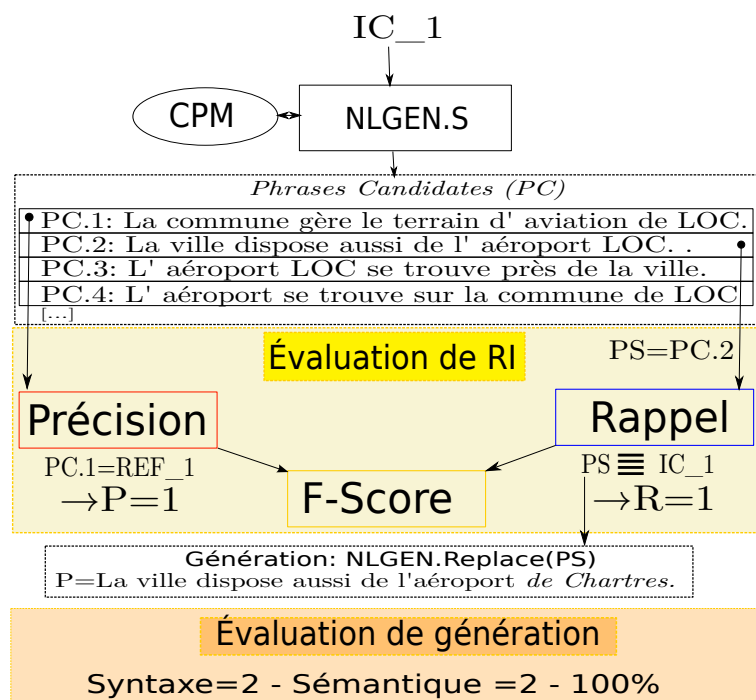 IC_1
CPM
NLGEN.S
Phrases Candidates (PC)
PC.1: La commune gère le terrain d' aviation de LOC.
PC.2: La ville dispose aussi de l' aéroport LOC. .
PC.3: L' aéroport LOC se trouve près de la ville.
PC.4: L' aéroport se trouve sur la commune de LOC
[...]
Évaluation de RI
PS=PC.2
Précision
Rappel
PC.1=REF_1
→P=1
F-Score
PS ≣ IC_1
→R=1
Génération: NLGEN.Replace(PS)
P=La ville dispose aussi de l'aéroport de Chartres.
Évaluation de génération
Syntaxe=2 - Sémantique =2 - 100%